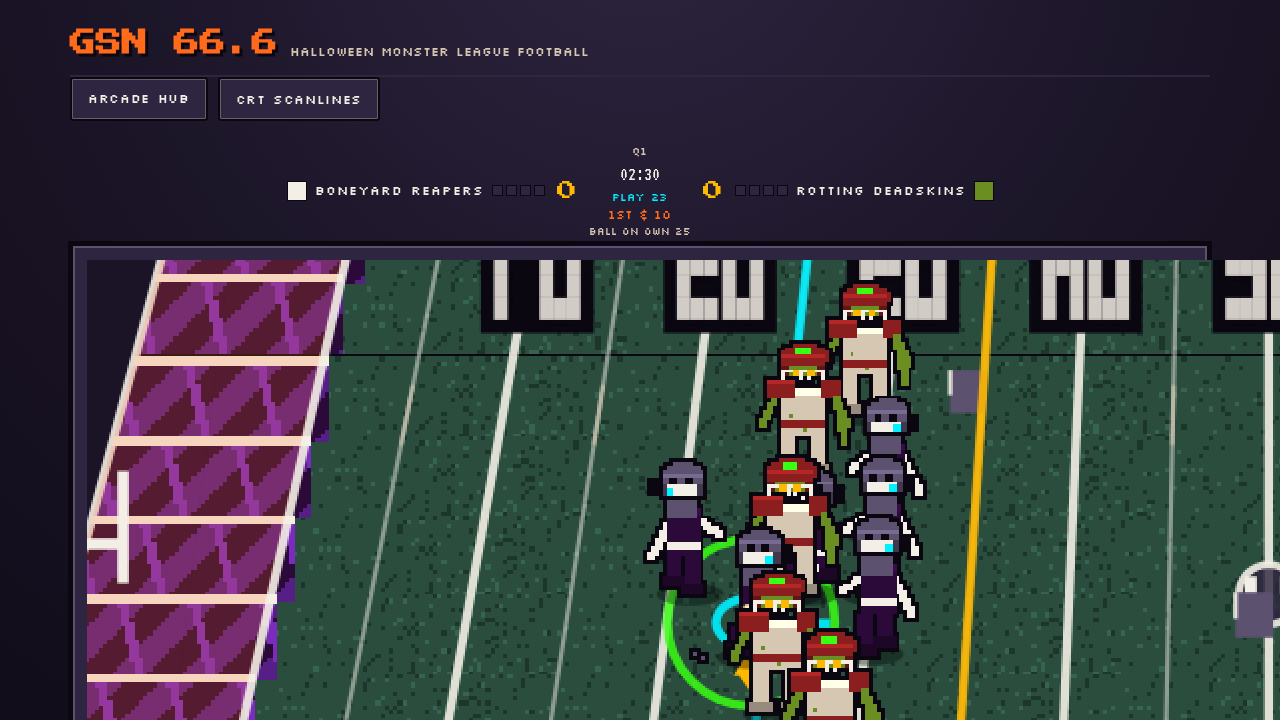 GSN 66.6
HALLOWEEN MONSTER LEAGUE FOOTBALL
ARCADE HUB
CRT SCANLINES
Q1
02:30
BONEYARD REAPERS 0
0 ROTTING DEADSKINS
PLAY 23
1ST & 10
BALL ON OWN 25